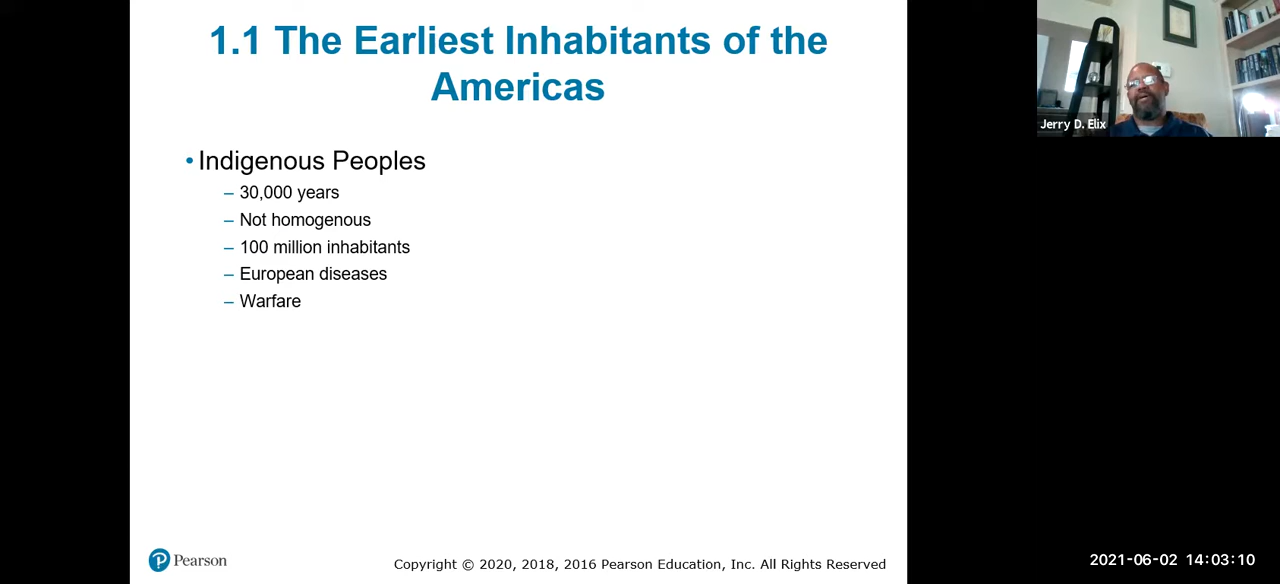 1.1 The Earliest Inhabitants of the
Americas
• Indigenous Peoples
– 30,000 years
– Not homogenous
– 100 million inhabitants
– European diseases
– Warfare
Jerry D. Elix
Pearson
Copyright © 2020, 2018, 2016 Pearson Education, Inc. All Rights Reserved
2021-06-02 14:03:10